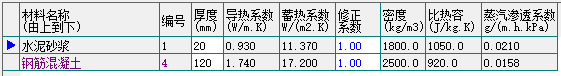 材料名称 编号 厚度 导热系数 蓄热系数 修正 密度 比热容 蒸汽渗透系数
(由上到下) (mm) (W/m.K) W/(m2.K) 系数 (kg/m3) (J/kg.K) g/(m.h.kPa)
水泥砂浆 1 20 0.930 11.370 1.00 1800.0 1050.0 0.0210
钢筋混凝土 4 120 1.740 17.200 1.00 2500.0 920.0 0.0158